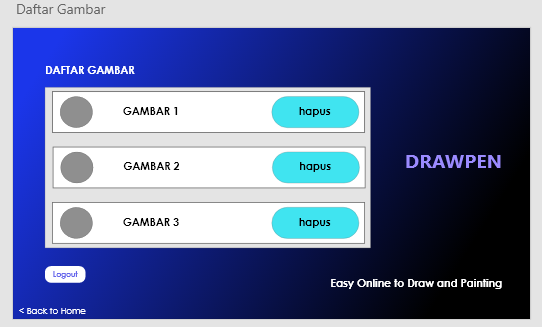 Daftar Gambar
DAFTAR GAMBAR
GAMBAR 1 hapus
GAMBAR 2 hapus
GAMBAR 3 hapus
DRAWPEN
Logout
Easy Online to Draw and Painting
< Back to Home